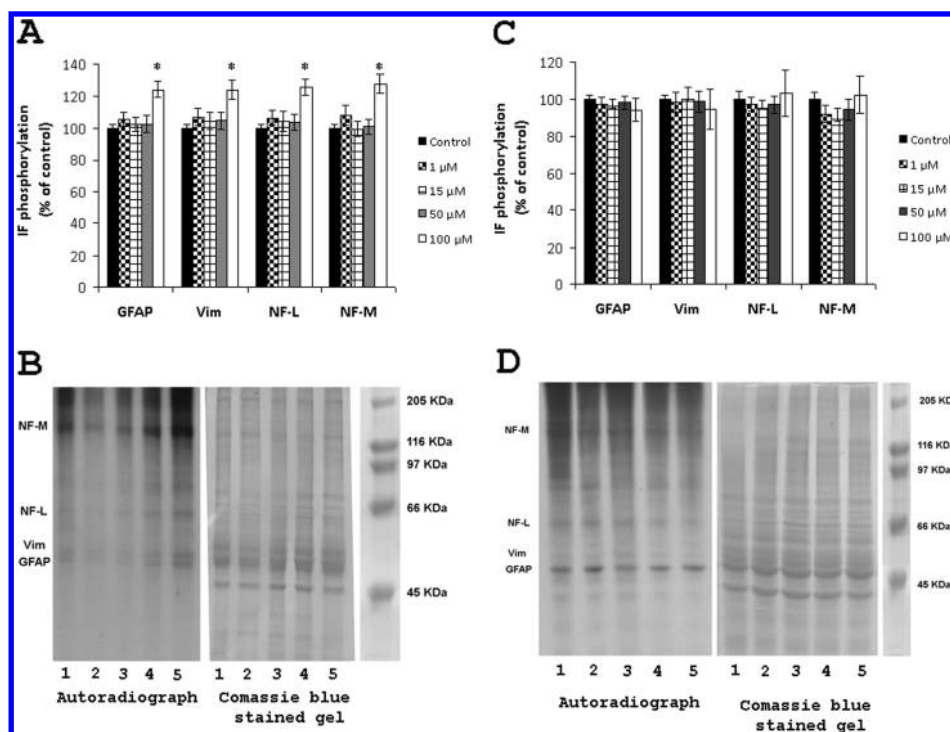 A
IF phosphorylation
(% of control)
140
120
100
80
60
40
20
0
*
*
*
*
GFAP
Vim
NF-L
NF-M
Control
1 µM
15 µM
50 µM
100 µM
C
IF phosphorylation
(% of control)
120
100
80
60
40
20
0
GFAP
Vim
NF-L
NF-M
Control
1 µM
15 µM
50 µM
100 µM
B
NF-M
NF-L
Vim
GFAP
205 KDa
116 KDa
97 KDa
66 KDa
45 KDa
1 2 3 4 5
1 2 3 4 5
Autoradiograph
Comassie blue
stained gel
D
NF-M
NF-L
Vim
GFAP
205 KDa
116 KDa
97 KDa
66 KDa
45 KDa
1 2 3 4 5
1 2 3 4 5
Autoradiograph
Comassie blue
stained gel